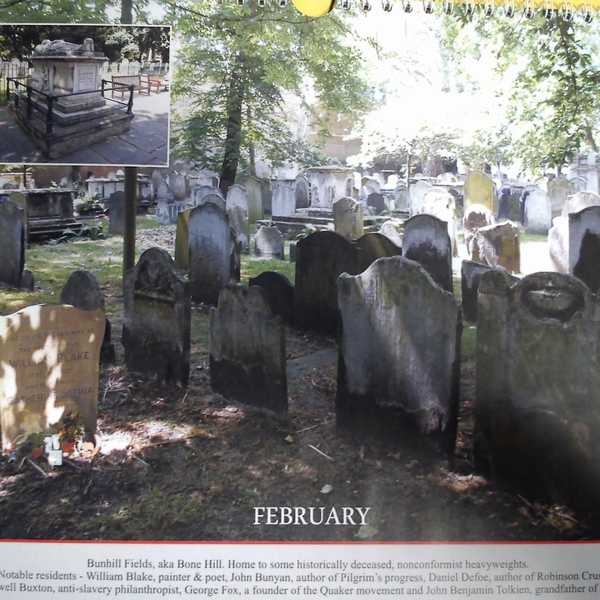 WILLIAM BLAKE
FEBRUARY
Bunhill Fields, aka Bone Hill. Home to some historically deceased, nonconformist heavyweights.
Notable residents - William Blake, painter & poet, John Bunyan, author of Pilgrim's progress, Daniel Defoe, author of Robinson Crus
well Buxton, anti-slavery philanthropist, George Fox, a founder of the Quaker movement and John Benjamin Tolkien, grandfather of